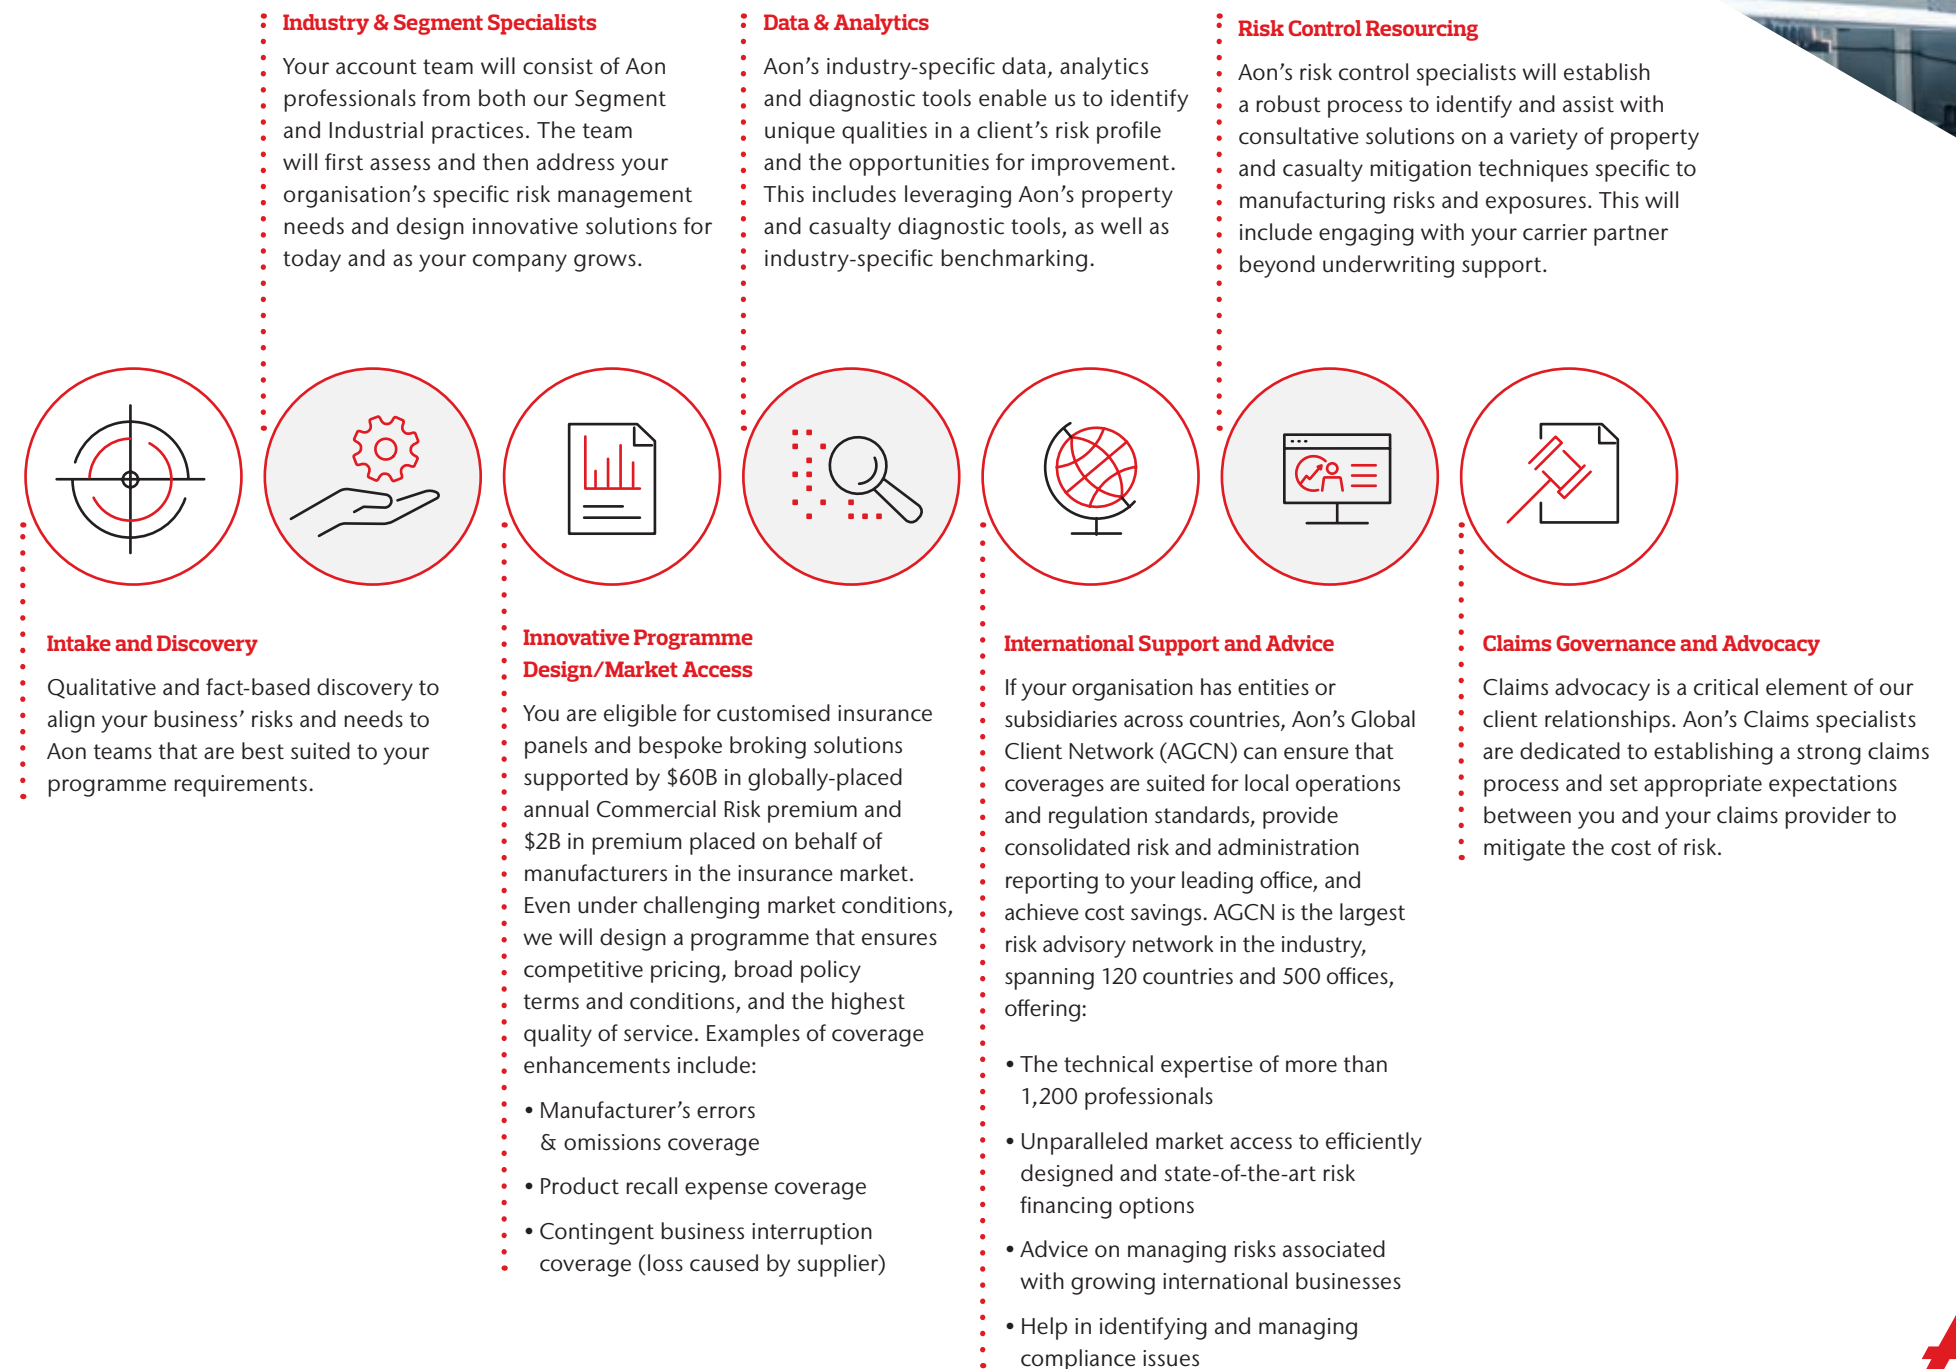 Industry & Segment Specialists
Your account team will consist of Aon
professionals from both our Segment
and Industrial practices. The team
will first assess and then address your
organisation's specific risk management
needs and design innovative solutions for
today and as your company grows.
Data & Analytics
Aon's industry-specific data, analytics
and diagnostic tools enable us to identify
unique qualities in a client's risk profile
and the opportunities for improvement.
This includes leveraging Aon's property
and casualty diagnostic tools, as well as
industry-specific benchmarking.
Risk Control Resourcing
Aon's risk control specialists will establish
a robust process to identify and assist with
consultative solutions on a variety of property
and casualty mitigation techniques specific to
manufacturing risks and exposures. This will
include engaging with your carrier partner
beyond underwriting support.
Intake and Discovery
Qualitative and fact-based discovery to
align your business' risks and needs to
Aon teams that are best suited to your
programme requirements.
Innovative Programme
Design/Market Access
You are eligible for customised insurance
panels and bespoke broking solutions
supported by $60B in globally-placed
annual Commercial Risk premium and
$2B in premium placed on behalf of
manufacturers in the insurance market.
Even under challenging market conditions,
we will design a programme that ensures
competitive pricing, broad policy
terms and conditions, and the highest
quality of service. Examples of coverage
enhancements include:
• Manufacturer's errors
& omissions coverage
• Product recall expense coverage
• Contingent business interruption
coverage (loss caused by supplier)
International Support and Advice
If your organisation has entities or
subsidiaries across countries, Aon's Global
Client Network (AGCN) can ensure that
coverages are suited for local operations
and regulation standards, provide
consolidated risk and administration
reporting to your leading office, and
achieve cost savings. AGCN is the largest
risk advisory network in the industry,
spanning 120 countries and 500 offices,
offering:
• The technical expertise of more than
1,200 professionals
• Unparalleled market access to efficiently
designed and state-of-the-art risk
financing options
• Advice on managing risks associated
with growing international businesses
• Help in identifying and managing
compliance issues
Claims Governance and Advocacy
Claims advocacy is a critical element of our
client relationships. Aon's Claims specialists
are dedicated to establishing a strong claims
process and set appropriate expectations
between you and your claims provider to
mitigate the cost of risk.